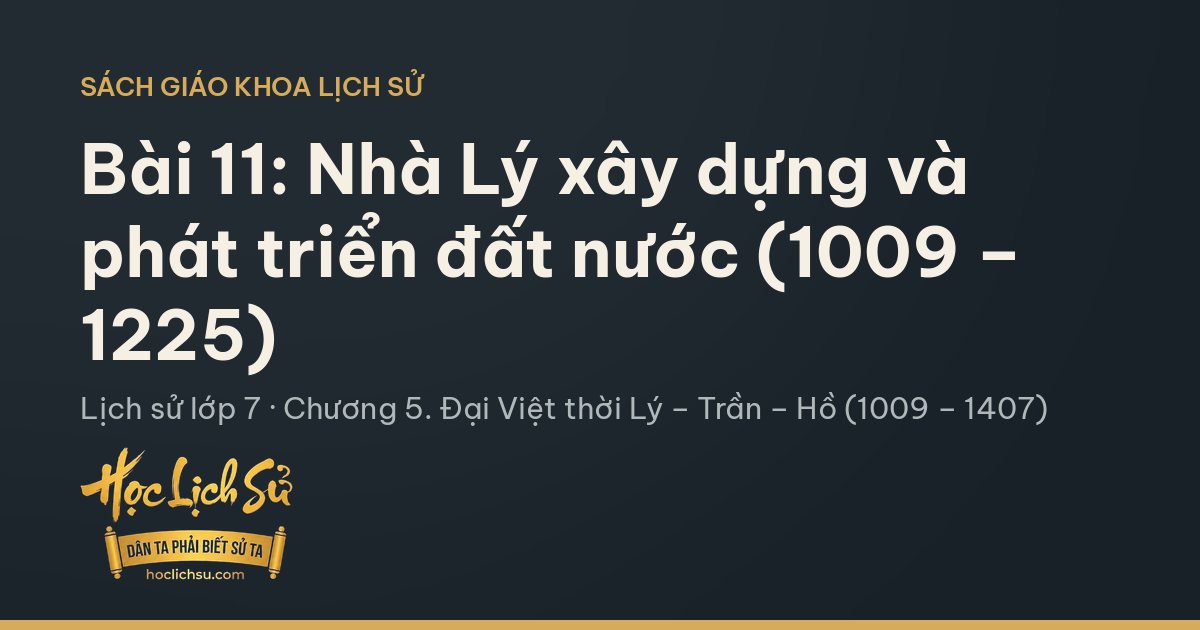 SÁCH GIÁO KHOA LỊCH SỬ
Bài 11: Nhà Lý xây dựng và
phát triển đất nước (1009 –
1225)
Lịch sử lớp 7 · Chương 5. Đại Việt thời Lý – Trần – Hồ (1009 – 1407)
Học Lịch Sử
DÂN TA PHẢI BIẾT SỬ TA
hoclichsu.com